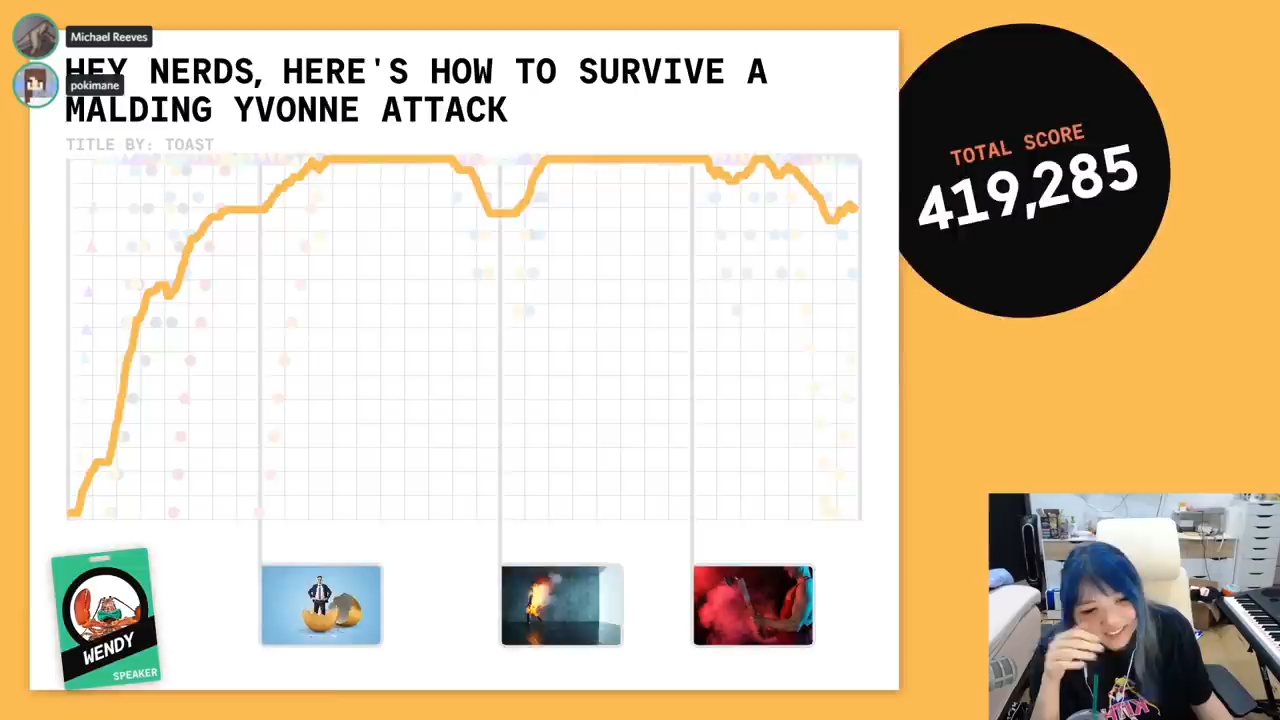 Michael Reeves
pokimane
HEY NERDS, HERE'S HOW TO SURVIVE A
MALDING YVONNE ATTACK
TITLE BY: TOAST
TOTAL SCORE
419,285
WENDY
SPEAKER